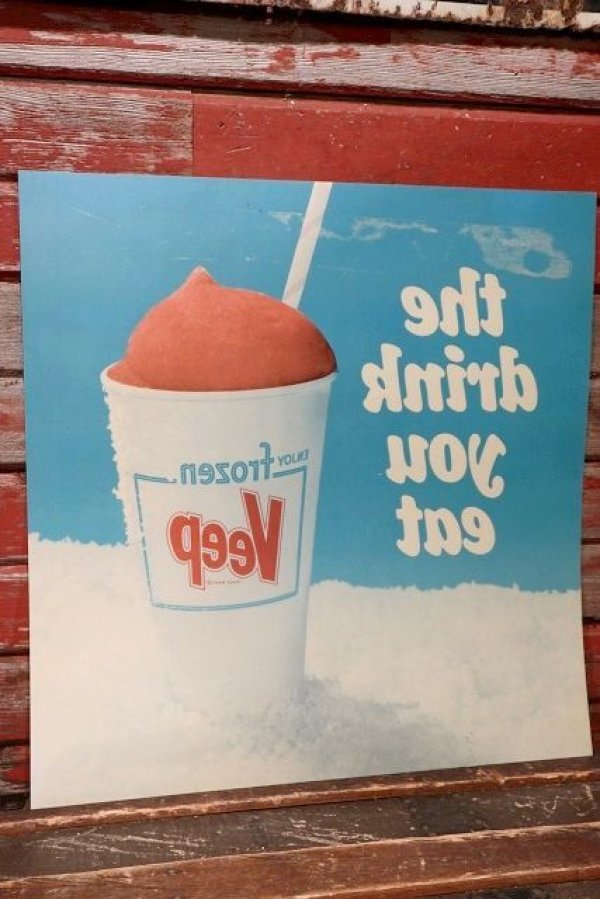 the
drink
you
eat
ENJOY frozen
Veep